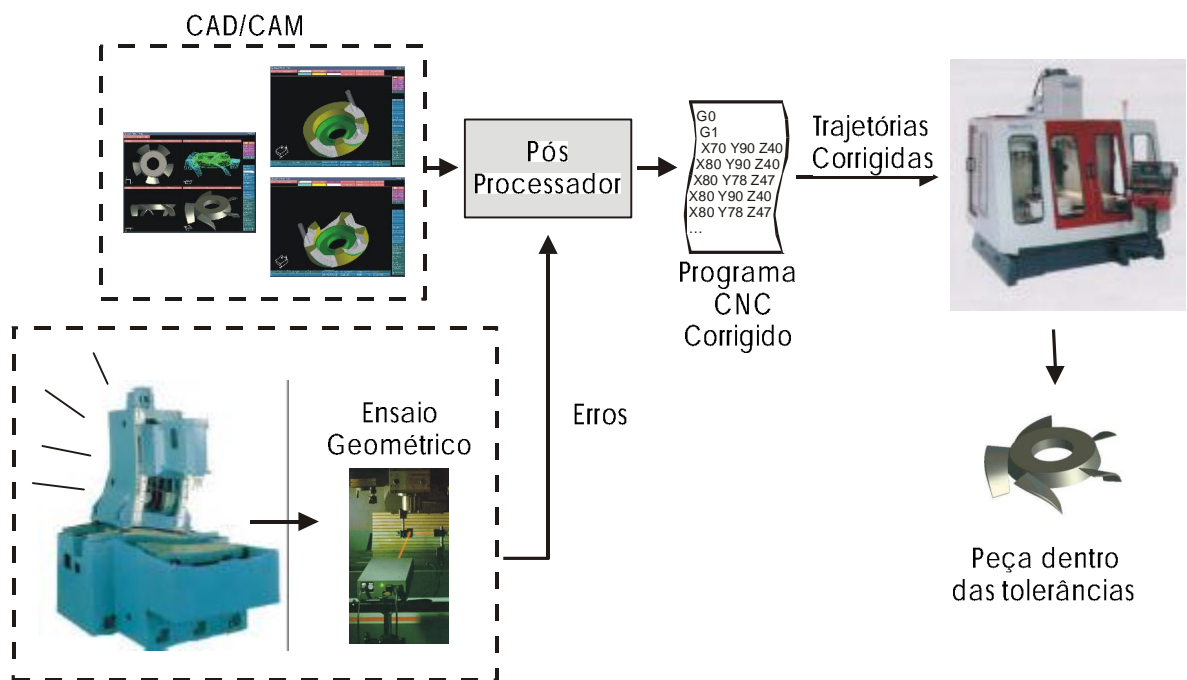 CAD/CAM
Pós
Processador
G0
G1
X70 Y90 Z40
X80 Y90 Z40
X80 Y78 Z47
X80 Y90 Z40
X80 Y78 Z47
...
Programa
CNC
Corrigido
Trajetórias
Corrigidas
Ensaio
Geométrico
Erros
Peça dentro
das tolerâncias